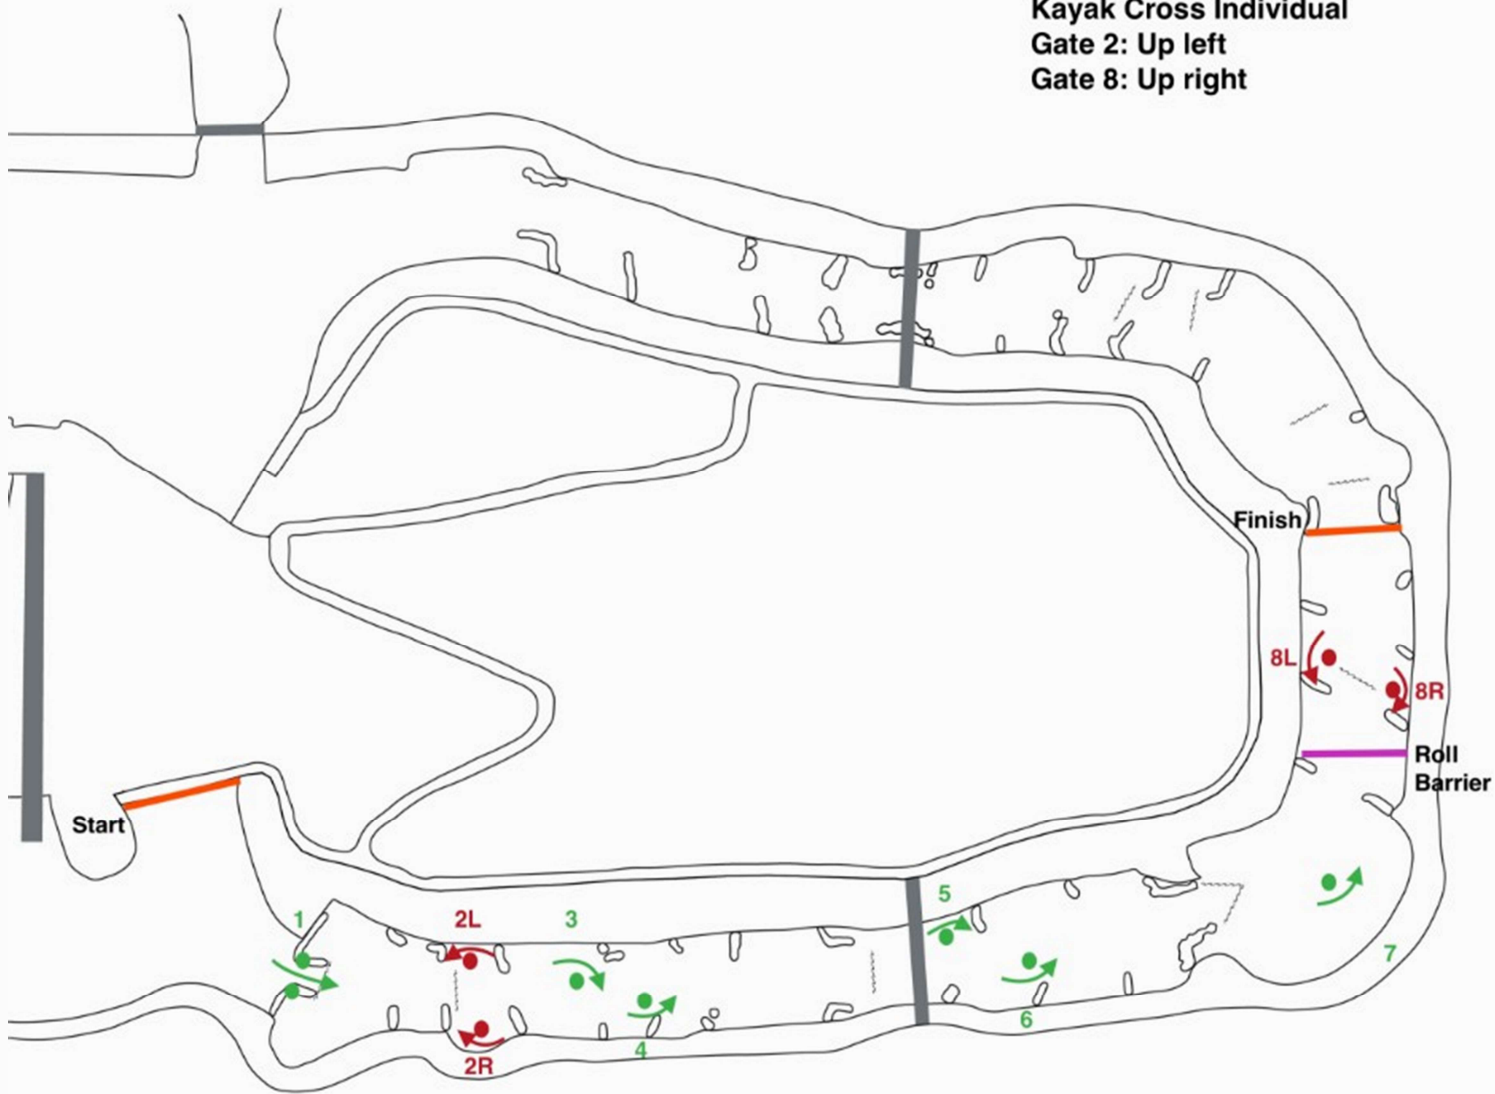 Kayak Cross Individual
Gate 2: Up left
Gate 8: Up right
Finish
8L
8R
Roll
Barrier
Start
1
2L
3
5
7
2R
4
6